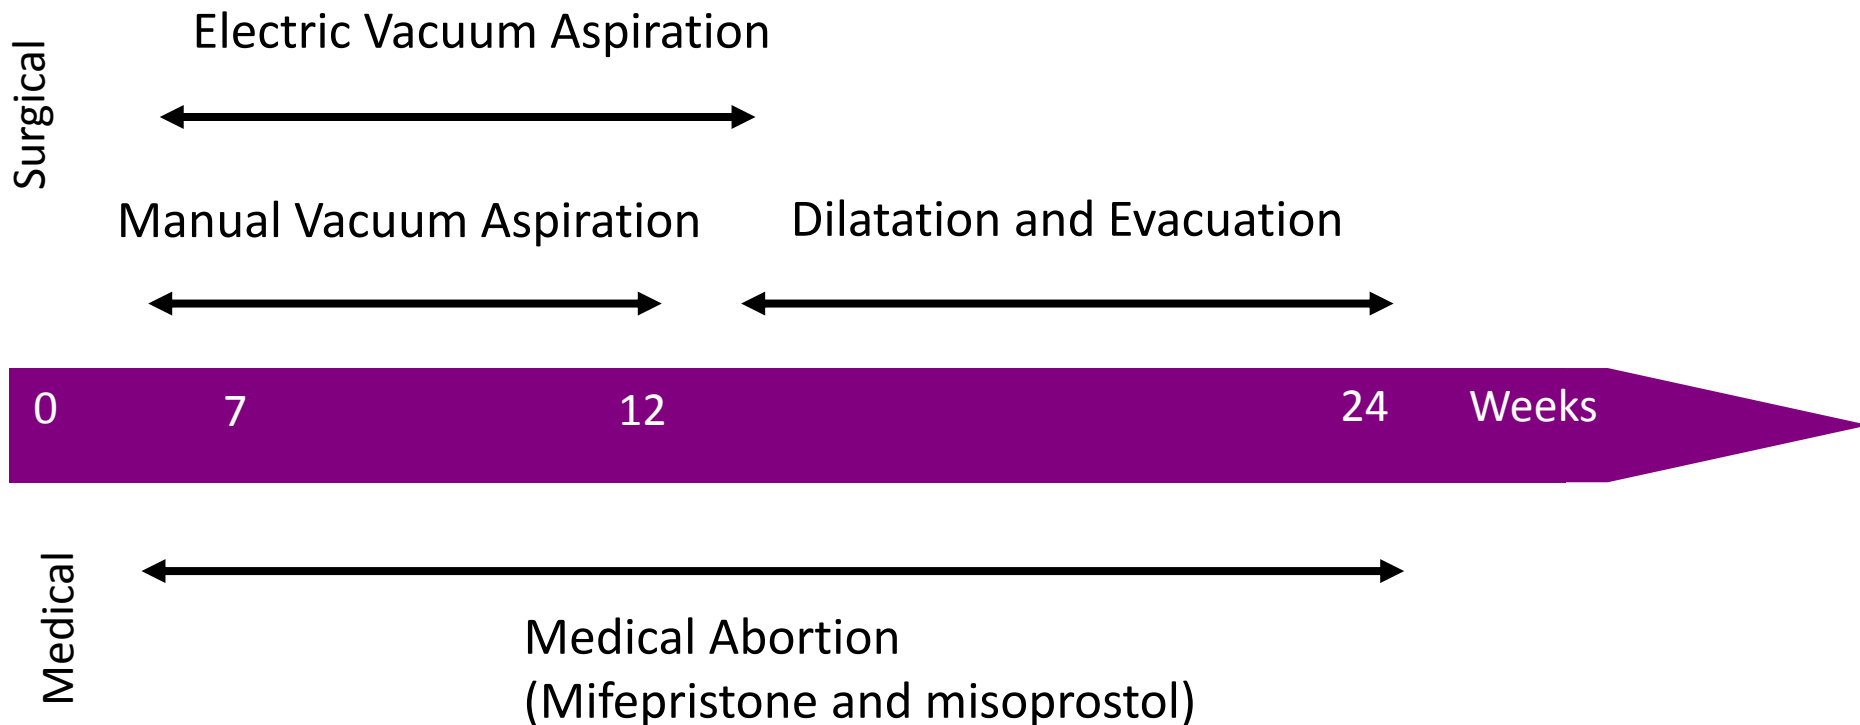 Surgical
Electric Vacuum Aspiration
Manual Vacuum Aspiration
Dilatation and Evacuation
0 7 12 24 Weeks
Medical
Medical Abortion
(Mifepristone and misoprostol)